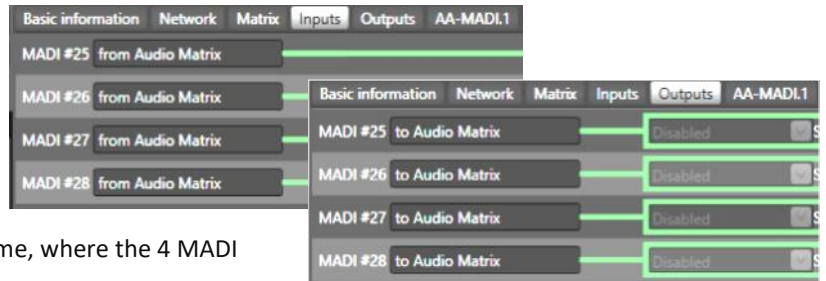 Basic information Network Matrix Inputs Outputs AA-MADI.1
MADI #25 from Audio Matrix
MADI #26 from Audio Matrix
MADI #27 from Audio Matrix
MADI #28 from Audio Matrix
Basic information Network Matrix Inputs Outputs AA-MADI.1
MADI #25 to Audio Matrix Disabled S
MADI #26 to Audio Matrix Disabled S
MADI #27 to Audio Matrix Disabled S
MADI #28 to Audio Matrix Disabled S
me, where the 4 MADI